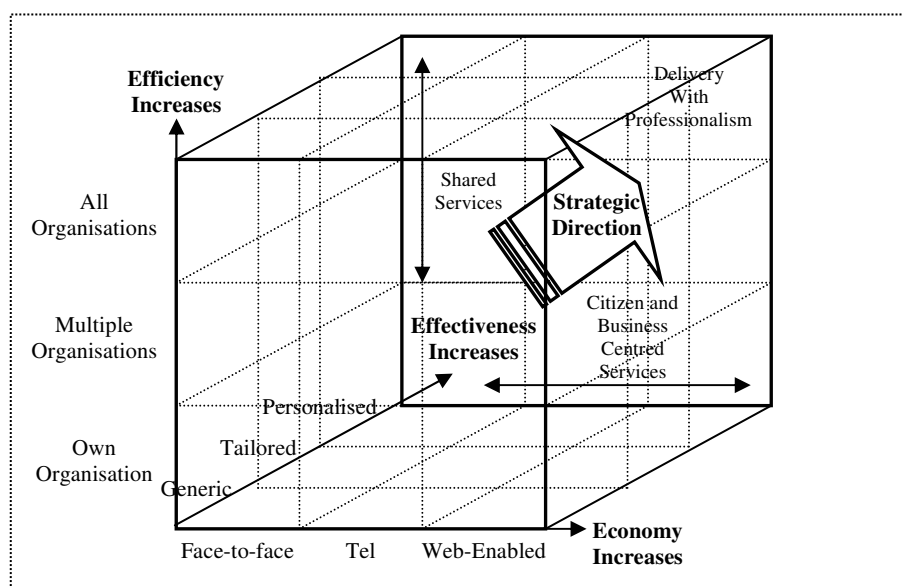 Efficiency
Increases
Delivery
With
Professionalism
All
Organisations
Shared
Services
Strategic
Direction
Multiple
Organisations
Effectiveness
Increases
Citizen and
Business
Centred
Services
Personalised
Tailored
Own
Organisation
Generic
Face-to-face
Tel
Web-Enabled
Economy
Increases